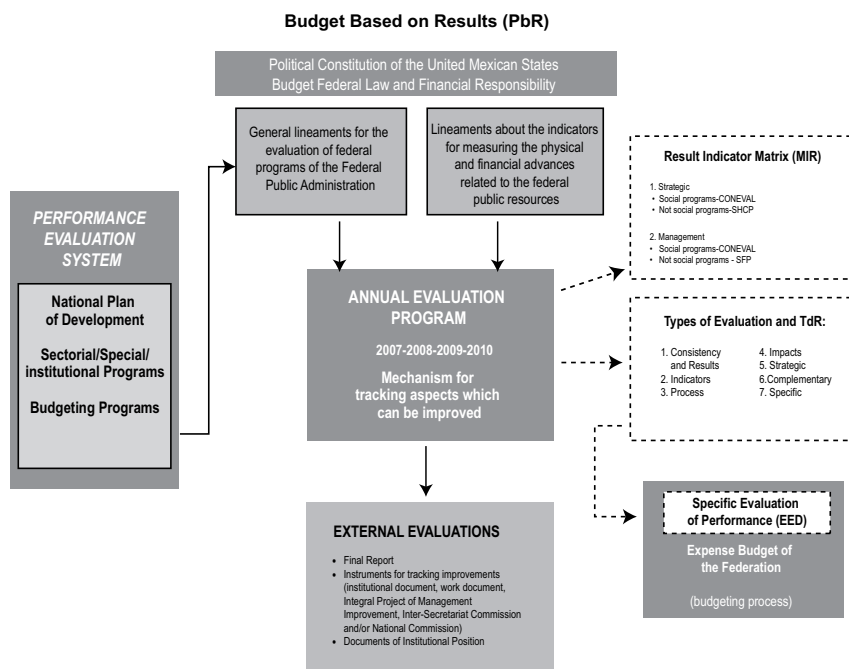 Budget Based on Results (PbR)
Political Constitution of the United Mexican States
Budget Federal Law and Financial Responsibility
General lineaments for the
evaluation of federal
programs of the Federal
Public Administration
Lineaments about the indicators
for measuring the physical
and financial advances
related to the federal
public resources
PERFORMANCE
EVALUATION
SYSTEM
National Plan
of Development
Sectorial/Special/
institutional Programs
Budgeting Programs
ANNUAL EVALUATION
PROGRAM
2007-2008-2009-2010
Mechanism for
tracking aspects which
can be improved
Result Indicator Matrix (MIR)
1. Strategic
• Social programs-CONEVAL
• Not social programs-SHCP
2. Management
• Social programs-CONEVAL
• Not social programs - SFP
Types of Evaluation and TdR:
1. Consistency
and Results
2. Indicators
3. Process
4. Impacts
5. Strategic
6.Complementary
7. Specific
EXTERNAL EVALUATIONS
• Final Report
• Instruments for tracking improvements
(institutional document, work document,
Integral Project of Management
Improvement, Inter-Secretariat Commission
and/or National Commission)
• Documents of Institutional Position
Specific Evaluation
of Performance (EED)
Expense Budget of
the Federation
(budgeting process)